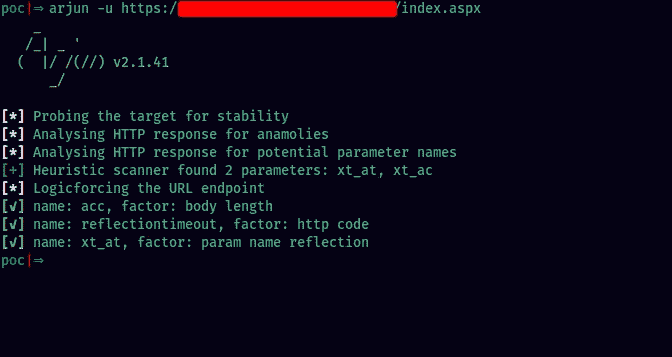 poc|⇒ arjun -u https:/ /index.aspx
    _
   /_| _ '
  (  |/ /(//) v2.1.41
      _/
[*] Probing the target for stability
[*] Analysing HTTP response for anamolies
[*] Analysing HTTP response for potential parameter names
[+] Heuristic scanner found 2 parameters: xt_at, xt_ac
[*] Logicforcing the URL endpoint
[√] name: acc, factor: body length
[√] name: reflectiontimeout, factor: http code
[√] name: xt_at, factor: param name reflection
poc|⇒